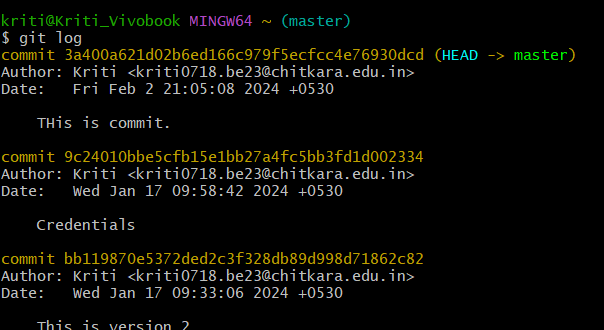 kriti@Kriti_Vivobook MINGW64 ~ (master)
$ git log
commit 3a400a621d02b6ed166c979f5ecfcc4e76930dcd (HEAD -> master)
Author: Kriti <kriti0718.be23@chitkara.edu.in>
Date:   Fri Feb 2 21:05:08 2024 +0530
    THis is commit.
commit 9c24010bbe5cfb15e1bb27a4fc5bb3fd1d002334
Author: Kriti <kriti0718.be23@chitkara.edu.in>
Date:   Wed Jan 17 09:58:42 2024 +0530
    Credentials
commit bb119870e5372ded2c3f328db89d998d71862c82
Author: Kriti <kriti0718.be23@chitkara.edu.in>
Date:   Wed Jan 17 09:33:06 2024 +0530
    This is version 2